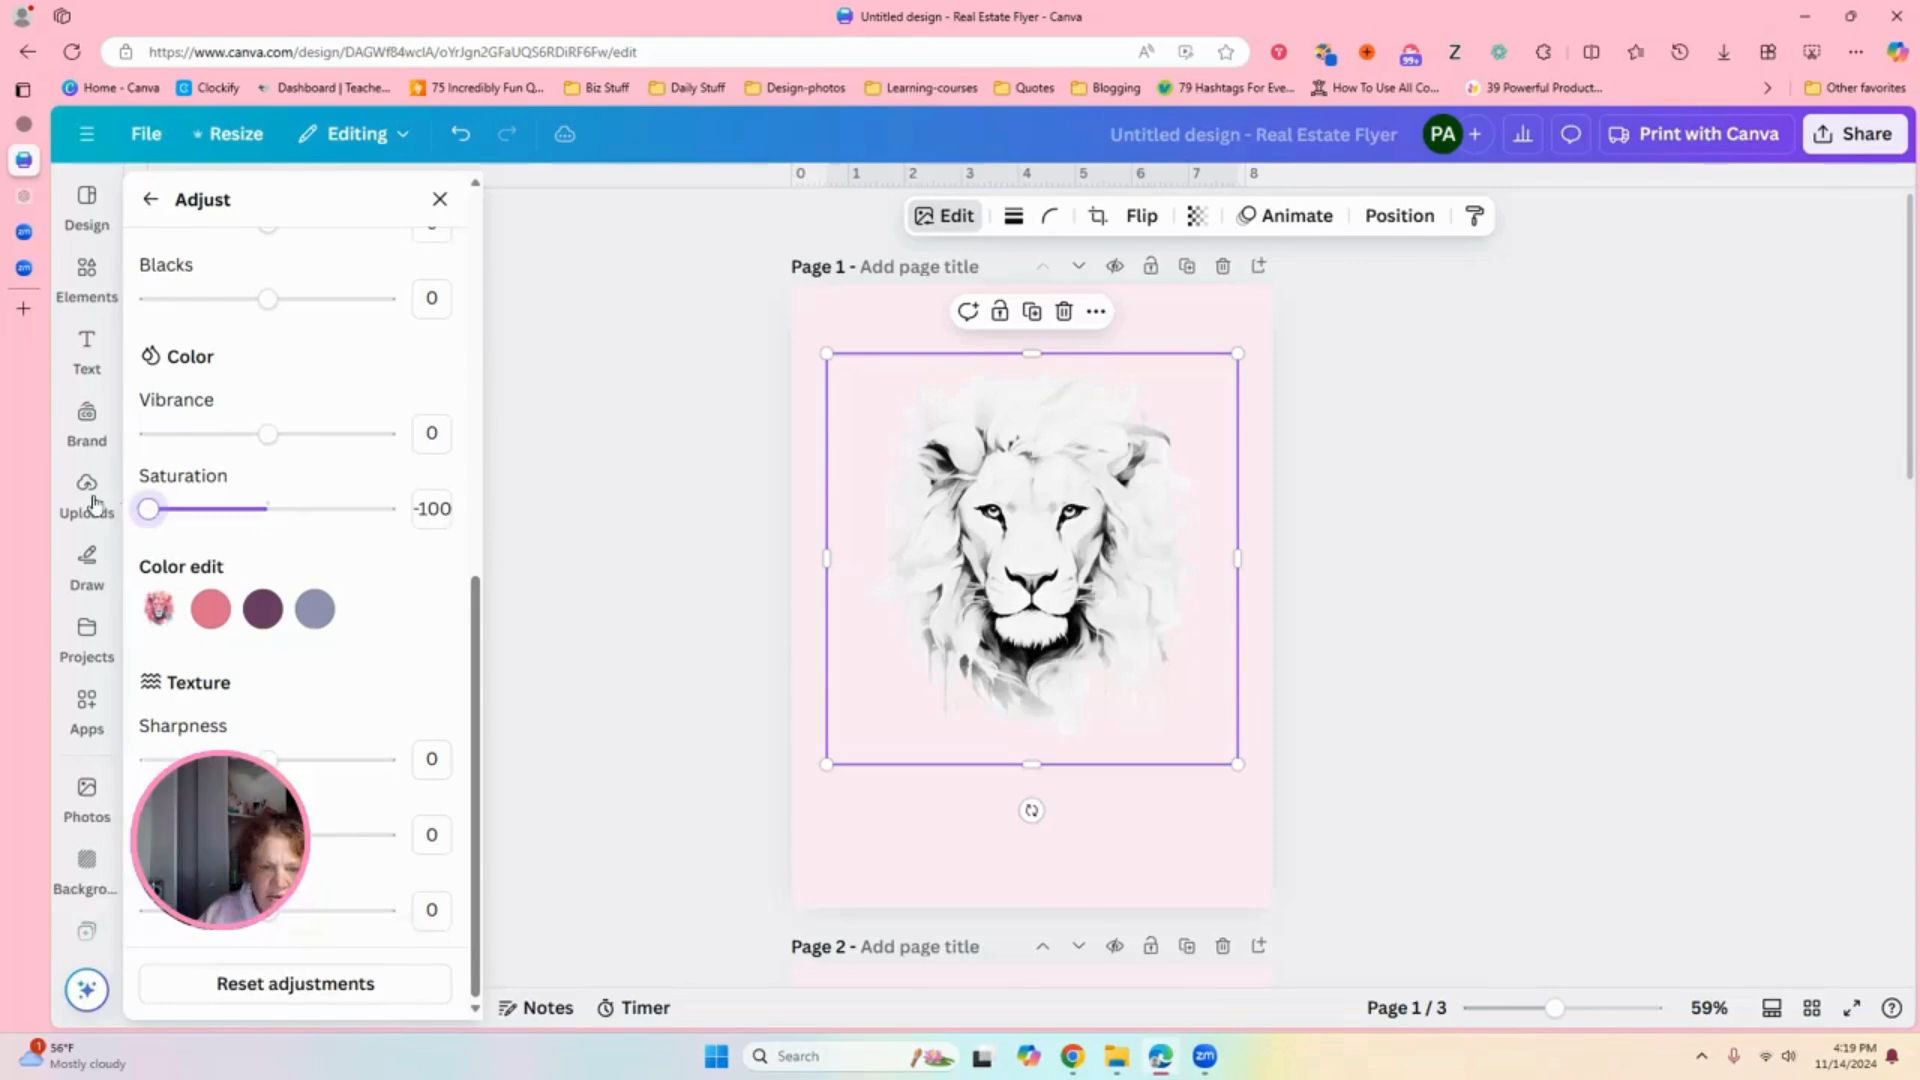 Untitled design - Real Estate Flyer - Canva
https://www.canva.com/design/DAGWf84wclA/oYrJgn2GFaUQS6RDiRF6Fw/edit
99+
Z
Home - Canva
Clockify
Dashboard | Teache...
75 Incredibly Fun Q...
Biz Stuff
Daily Stuff
Design-photos
Learning-courses
Quotes
Blogging
79 Hashtags For Eve...
How To Use All Co...
39 Powerful Product...
Other favorites
File
Resize
Editing
Untitled design - Real Estate Flyer
PA
Print with Canva
Share
Design
Elements
Text
Brand
Uploads
Draw
Projects
Apps
Photos
Backgro...
Adjust
Blacks
0
Color
Vibrance
0
Saturation
-100
Color edit
Texture
Sharpness
0
0
0
Reset adjustments
0 1 2 3 4 5 6 7 8
Edit
Flip
Animate
Position
Page 1 - Add page title
Page 2 - Add page title
Notes
Timer
Page 1 / 3
59%
zm
zm
1
56°F
Mostly cloudy
Search
zm
4:19 PM
11/14/2024